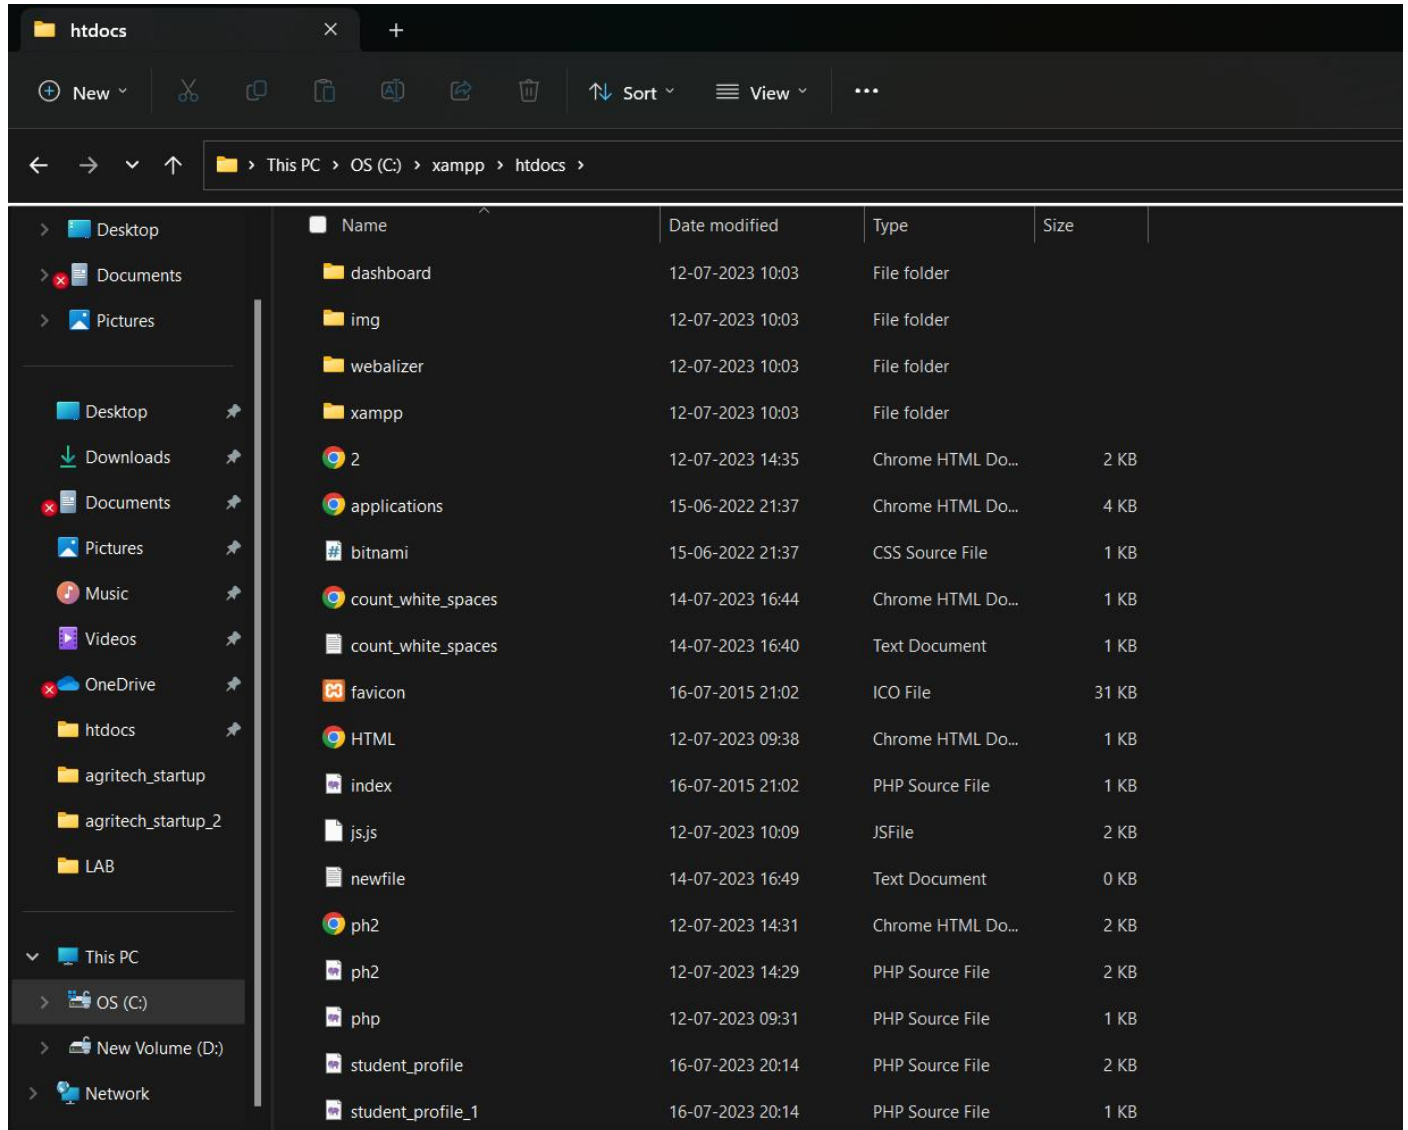 htdocs
New
Sort
View
This PC > OS (C:) > xampp > htdocs >
Desktop
Documents
Pictures
Desktop
Downloads
Documents
Pictures
Music
Videos
OneDrive
htdocs
agritech_startup
agritech_startup_2
LAB
This PC
OS (C:)
New Volume (D:)
Network
Name Date modified Type Size
dashboard 12-07-2023 10:03 File folder
img 12-07-2023 10:03 File folder
webalizer 12-07-2023 10:03 File folder
xampp 12-07-2023 10:03 File folder
2 12-07-2023 14:35 Chrome HTML Do... 2 KB
applications 15-06-2022 21:37 Chrome HTML Do... 4 KB
bitnami 15-06-2022 21:37 CSS Source File 1 KB
count_white_spaces 14-07-2023 16:44 Chrome HTML Do... 1 KB
count_white_spaces 14-07-2023 16:40 Text Document 1 KB
favicon 16-07-2015 21:02 ICO File 31 KB
HTML 12-07-2023 09:38 Chrome HTML Do... 1 KB
index 16-07-2015 21:02 PHP Source File 1 KB
js.js 12-07-2023 10:09 JSFile 2 KB
newfile 14-07-2023 16:49 Text Document 0 KB
ph2 12-07-2023 14:31 Chrome HTML Do... 2 KB
ph2 12-07-2023 14:29 PHP Source File 2 KB
php 12-07-2023 09:31 PHP Source File 1 KB
student_profile 16-07-2023 20:14 PHP Source File 2 KB
student_profile_1 16-07-2023 20:14 PHP Source File 1 KB